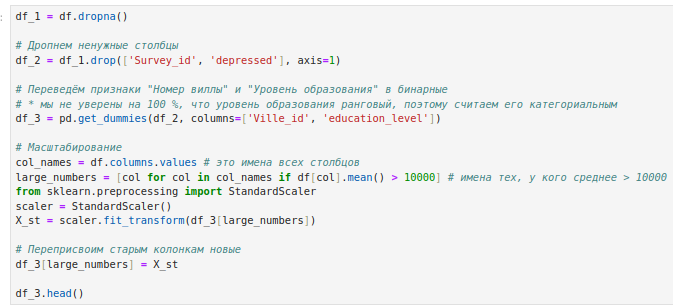 df_1 = df.dropna()
# Дропнем ненужные столбцы
df_2 = df_1.drop(['Survey_id', 'depressed'], axis=1)
# Переведём признаки "Номер виллы" и "Уровень образования" в бинарные
# * мы не уверены на 100 %, что уровень образования ранговый, поэтому считаем его категориальным
df_3 = pd.get_dummies(df_2, columns=['Ville_id', 'education_level'])
# Масштабирование
col_names = df.columns.values # это имена всех столбцов
large_numbers = [col for col in col_names if df[col].mean() > 10000] # имена тех, у кого среднее > 10000
from sklearn.preprocessing import StandardScaler
scaler = StandardScaler()
X_st = scaler.fit_transform(df_3[large_numbers])
# Переприсвоим старым колонкам новые
df_3[large_numbers] = X_st
df_3.head()